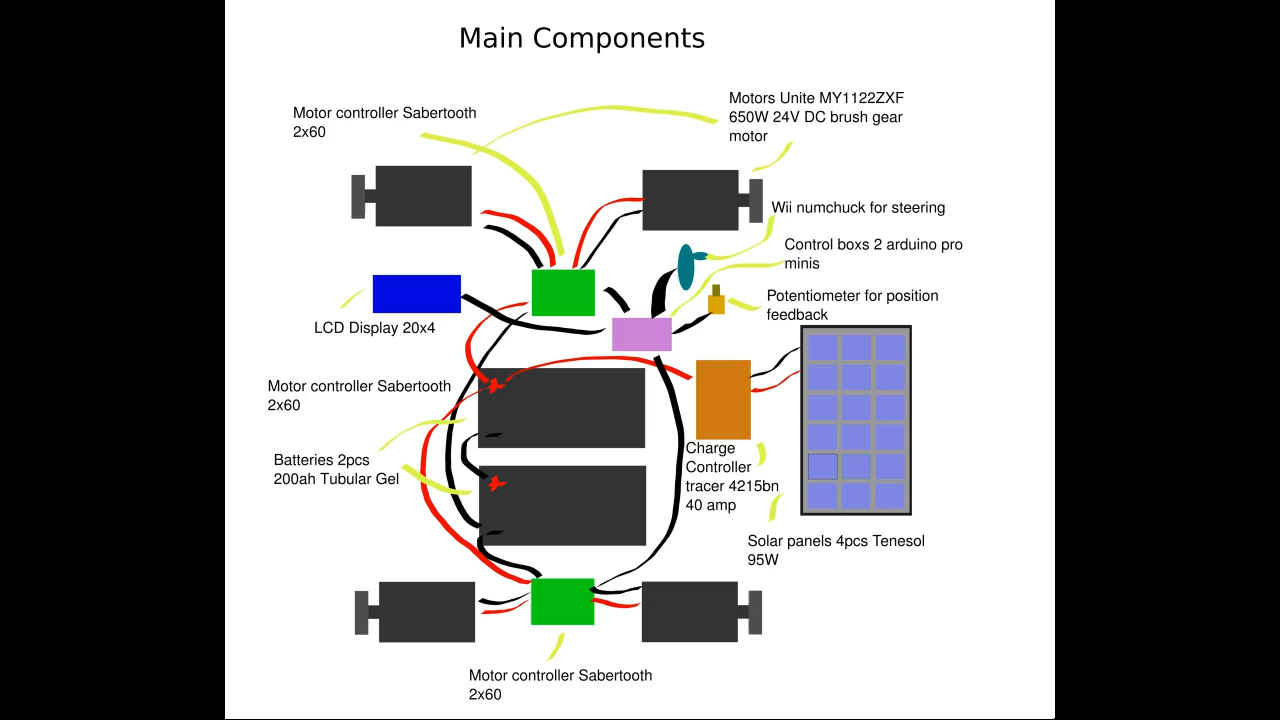 Main Components
Motor controller Sabertooth
2x60
Motors Unite MY1122ZXF
650W 24V DC brush gear
motor
Wii numchuck for steering
Control boxs 2 arduino pro
minis
Potentiometer for position
feedback
LCD Display 20x4
Motor controller Sabertooth
2x60
Batteries 2pcs
200ah Tubular Gel
Charge
Controller
tracer 4215bn
40 amp
Solar panels 4pcs Tenesol
95W
Motor controller Sabertooth
2x60